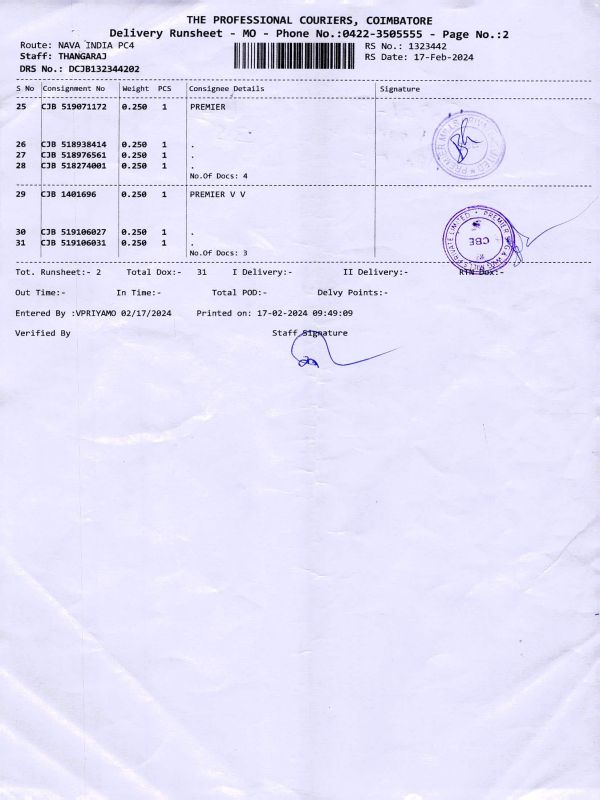 THE PROFESSIONAL COURIERS, COIMBATORE
Delivery Runsheet - MO - Phone No.:0422-3505555 - Page No.:2
Route: NAVA INDIA PC4 RS No.: 1323442
Staff: THANGARAJ RS Date: 17-Feb-2024
DRS No.: DCJB132344202
S No Consignment No Weight PCS Consignee Details Signature
25 CJB 519071172 0.250 1 PREMIER
26 CJB 518938414 0.250 1 .
27 CJB 518976561 0.250 1 .
28 CJB 518274001 0.250 1 .
No.Of Docs: 4
29 CJB 1401696 0.250 1 PREMIER V V
30 CJB 519106027 0.250 1 .
31 CJB 519106031 0.250 1 .
No.Of Docs: 3
CBE
Tot. Runsheet:- 2 Total Dox:- 31 I Delivery:- II Delivery:- RTN Dox:-
Out Time:- In Time:- Total POD:- Delvy Points:-
Entered By :VPRIYAMO 02/17/2024 Printed on: 17-02-2024 09:49:09
Verified By Staff Signature